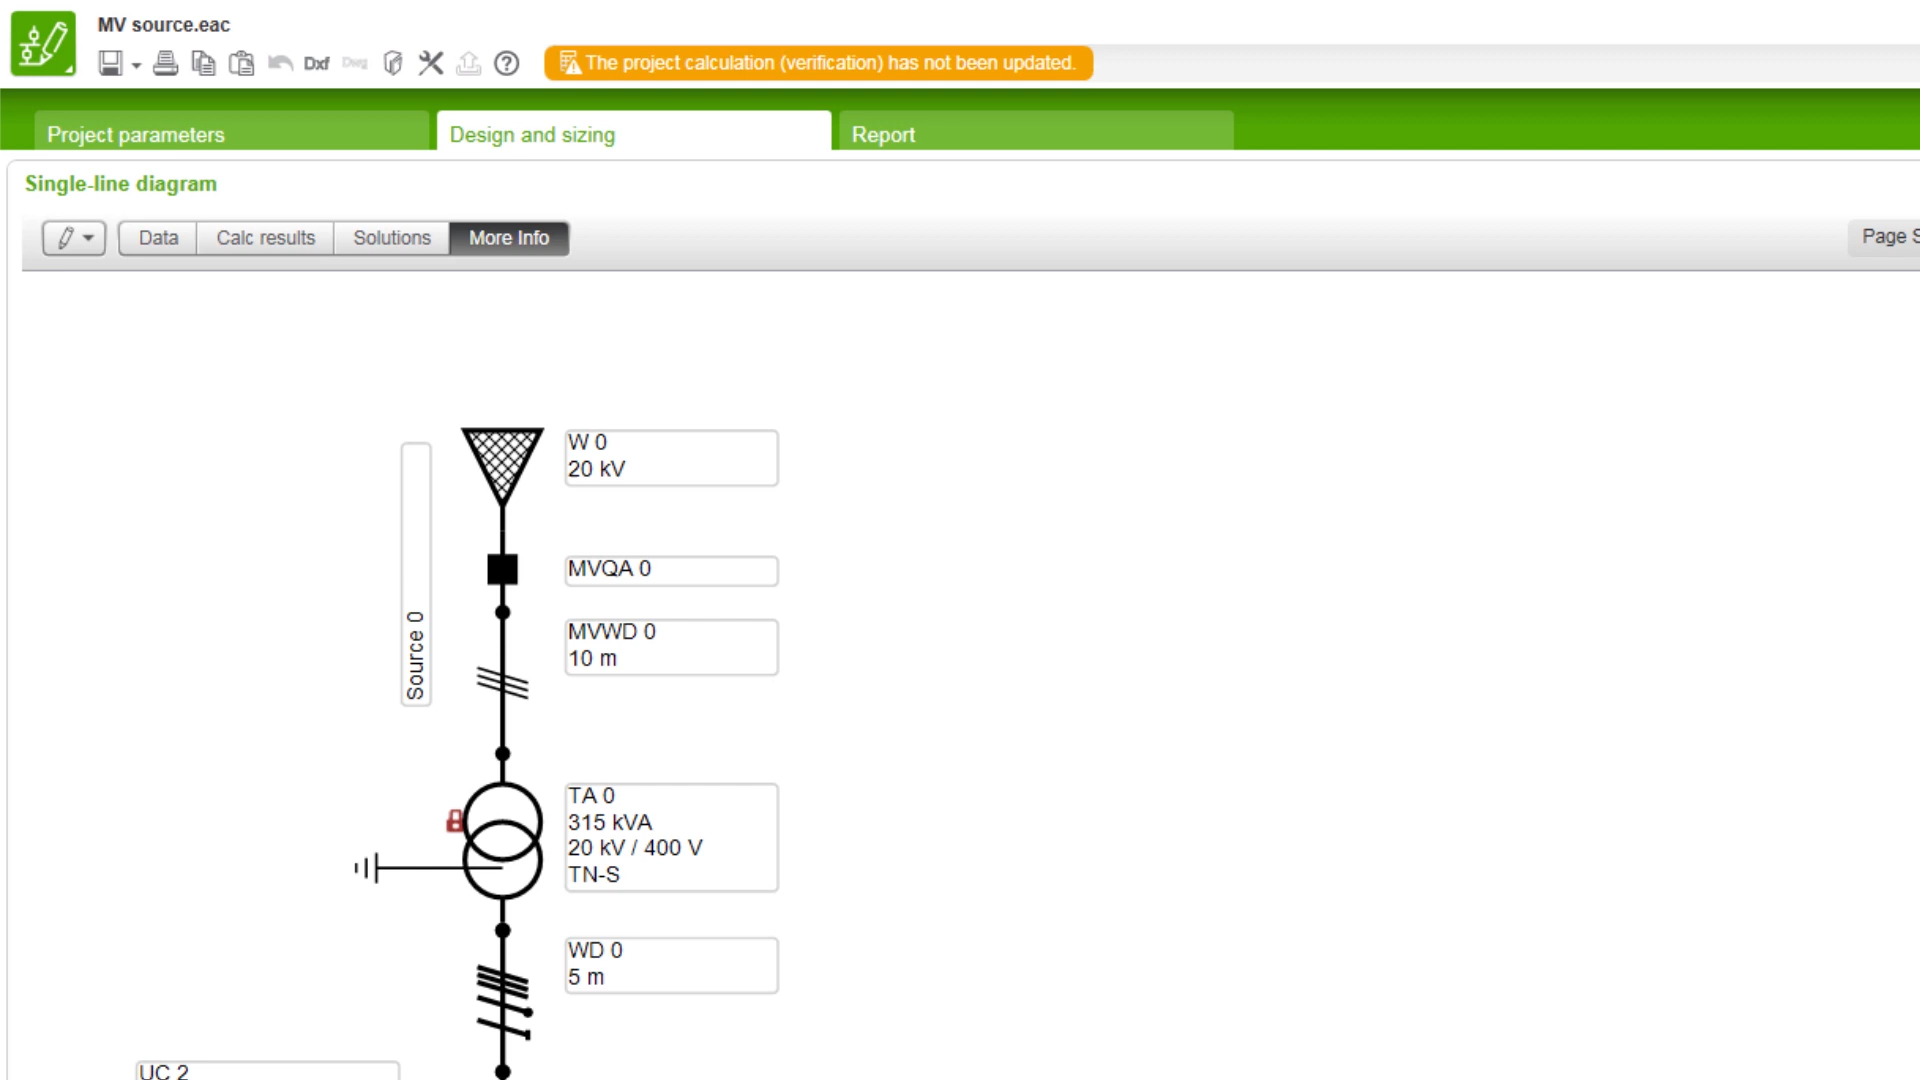 MV source.eac
Dxf
Dwg
The project calculation (verification) has not been updated.
Project parameters
Design and sizing
Report
Single-line diagram
Data
Calc results
Solutions
More Info
Page S
W 0
20 kV
MVQA 0
Source 0
MVWD 0
10 m
TA 0
315 kVA
20 kV / 400 V
TN-S
WD 0
5 m
UC 2